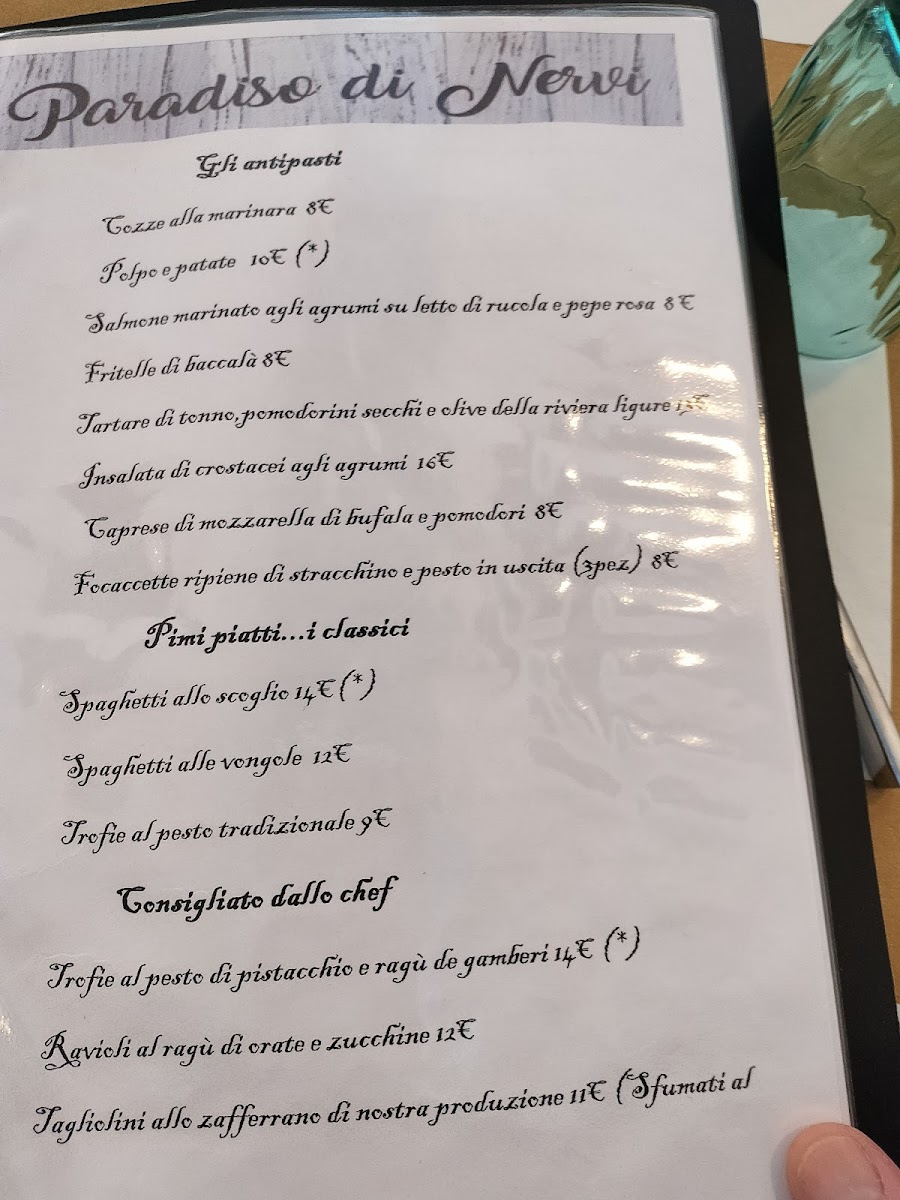 Paradiso di Nervi
Gli antipasti
Cozze alla marinara 8€
Polpo e patate 10€ (*)
Salmone marinato agli agrumi su letto di rucola e pepe rosa 8€
Fritelle di baccalà 8€
Tartare di tonno,pomodorini secchi e olive della riviera ligure
Insalata di crostacei agli agrumi 16€
Caprese di mozzarella di bufala e pomodori 8€
Focaccette ripiene di stracchino e pesto in uscita (3pez) 8€
Pimi piatti...i classici
Spaghetti allo scoglio 14€(*)
Spaghetti alle vongole 12€
Trofie al pesto tradizionale 9€
Consigliato dallo chef
Trofie al pesto di pistacchio e ragù de gamberi 14€ (*)
Ravioli al ragù di orate e zucchine 12€
Tagliolini allo zafferrano di nostra produzione 11€ (Sfumati al